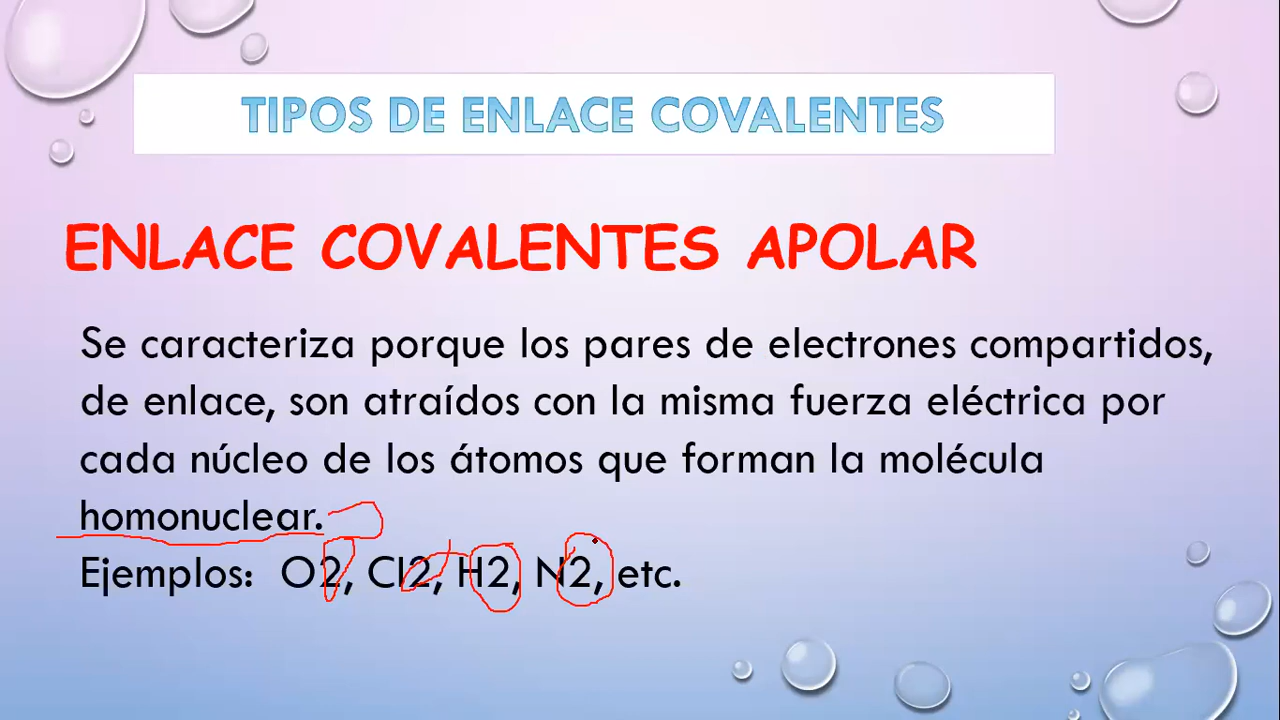 TIPOS DE ENLACE COVALENTES
ENLACE COVALENTES APOLAR
Se caracteriza porque los pares de electrones compartidos,
de enlace, son atraídos con la misma fuerza eléctrica por
cada núcleo de los átomos que forman la molécula
homonuclear.
Ejemplos: O2, Cl2, H2, N2, etc.